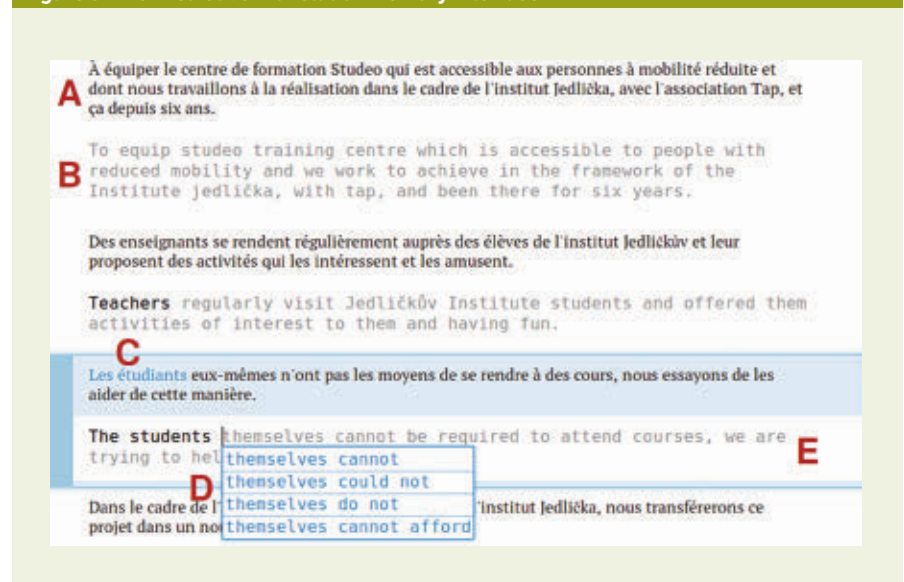 À équiper le centre de formation Studeo qui est accessible aux personnes à mobilité réduite et
A dont nous travaillons à la réalisation dans le cadre de l'institut Jedlička, avec l'association Tap, et
ça depuis six ans.
To equip studeo training centre which is accessible to people with
B reduced mobility and we work to achieve in the framework of the
Institute jedlička, with tap, and been there for six years.
Des enseignants se rendent régulièrement auprès des élèves de l'institut Jedličkův et leur
proposent des activités qui les intéressent et les amusent.
Teachers regularly visit Jedličkův Institute students and offered them
activities of interest to them and having fun.
C
Les étudiants eux-mêmes n'ont pas les moyens de se rendre à des cours, nous essayons de les
aider de cette manière.
The students themselves cannot be required to attend courses, we are
E
trying to hel
themselves cannot
themselves could not
D
themselves do not
themselves cannot afford
Dans le cadre de l' 'institut Jedlička, nous transférerons ce
projet dans un nou